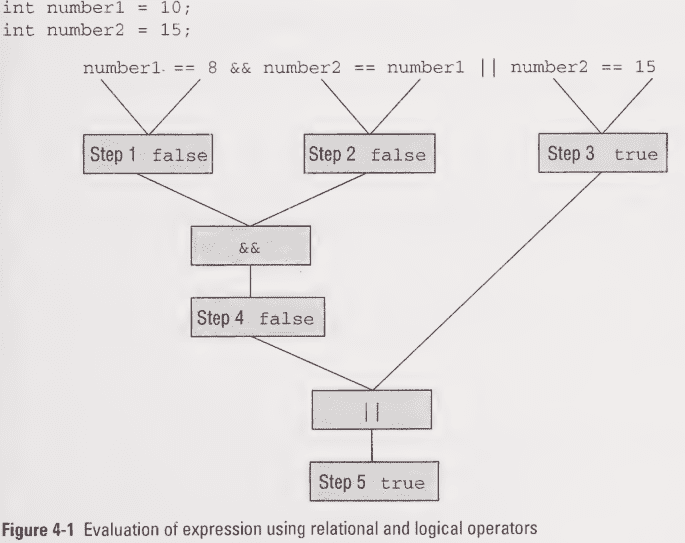 int number1 = 10;
int number2 = 15;
number1 == 8 && number2 == number1 || number2 == 15
Step 1 false
Step 2 false
Step 3 true
&&
Step 4 false
||
Step 5 true
Figure 4-1 Evaluation of expression using relational and logical operators